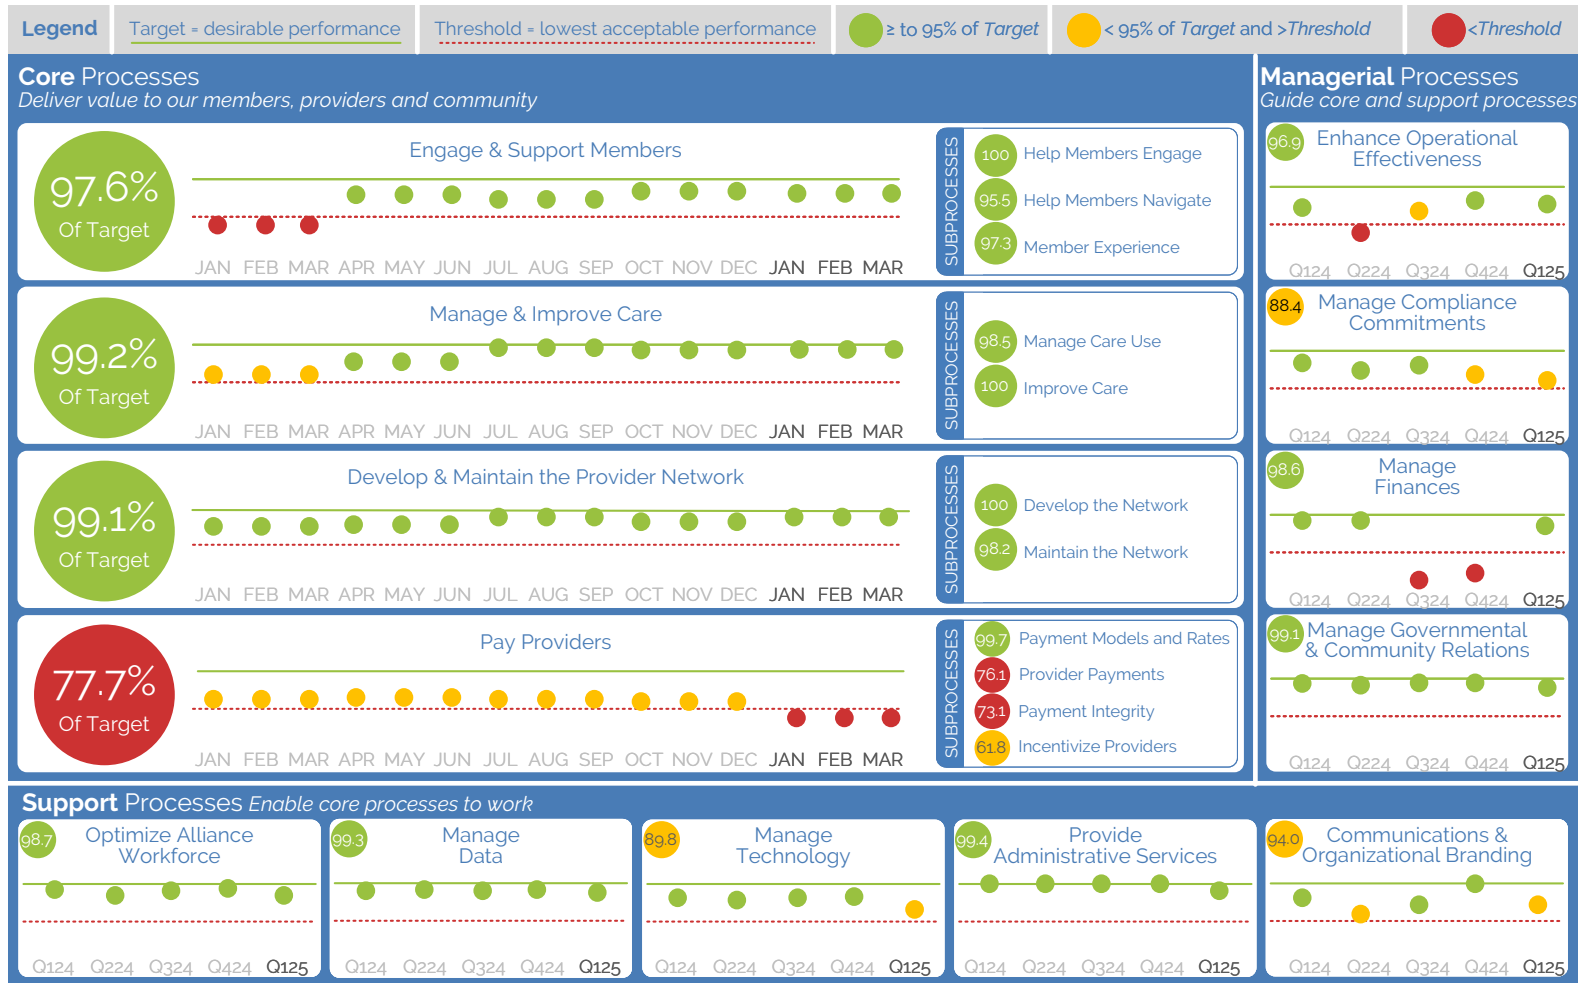 Legend
Target = desirable performance
Threshold = lowest acceptable performance
≥ to 95% of Target
< 95% of Target and >Threshold
<Threshold
Core Processes
Deliver value to our members, providers and community
97.6%
Of Target
Engage & Support Members
JAN FEB MAR APR MAY JUN JUL AUG SEP OCT NOV DEC JAN FEB MAR
SUBPROCESSES
100 Help Members Engage
95.5 Help Members Navigate
97.3 Member Experience
99.2%
Of Target
Manage & Improve Care
JAN FEB MAR APR MAY JUN JUL AUG SEP OCT NOV DEC JAN FEB MAR
SUBPROCESSES
98.5 Manage Care Use
100 Improve Care
99.1%
Of Target
Develop & Maintain the Provider Network
JAN FEB MAR APR MAY JUN JUL AUG SEP OCT NOV DEC JAN FEB MAR
SUBPROCESSES
100 Develop the Network
98.2 Maintain the Network
77.7%
Of Target
Pay Providers
JAN FEB MAR APR MAY JUN JUL AUG SEP OCT NOV DEC JAN FEB MAR
SUBPROCESSES
99.7 Payment Models and Rates
76.1 Provider Payments
73.1 Payment Integrity
61.8 Incentivize Providers
Managerial Processes
Guide core and support processes
96.9
Enhance Operational
Effectiveness
Q124 Q224 Q324 Q424 Q125
88.4
Manage Compliance
Commitments
Q124 Q224 Q324 Q424 Q125
98.6
Manage
Finances
Q124 Q224 Q324 Q424 Q125
99.1
Manage Governmental
& Community Relations
Q124 Q224 Q324 Q424 Q125
Support Processes Enable core processes to work
98.7
Optimize Alliance
Workforce
Q124 Q224 Q324 Q424 Q125
99.3
Manage
Data
Q124 Q224 Q324 Q424 Q125
89.8
Manage
Technology
Q124 Q224 Q324 Q424 Q125
99.4
Provide
Administrative Services
Q124 Q224 Q324 Q424 Q125
94.0
Communications &
Organizational Branding
Q124 Q224 Q324 Q424 Q125